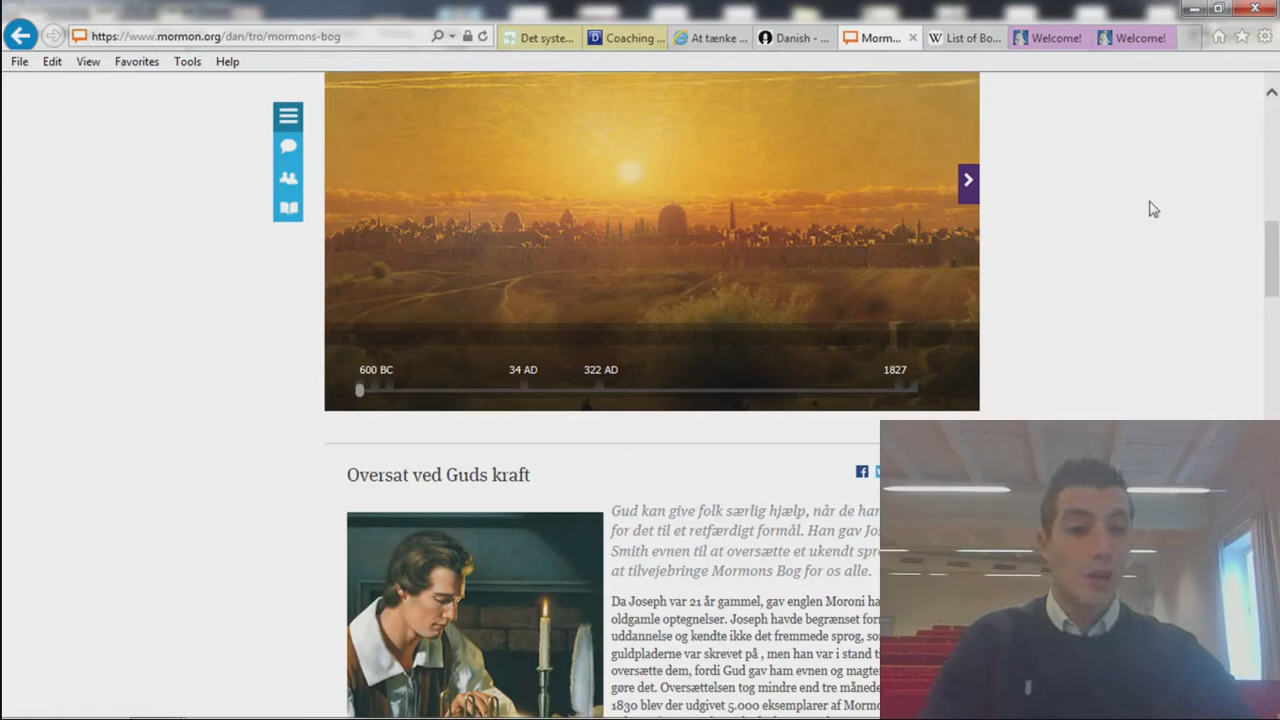 https://www.mormon.org/dan/tro/mormons-bog
Det syste...
Coaching ...
At tænke ...
Danish - ...
Morm...
List of Bo...
Welcome!
Welcome!
File Edit View Favorites Tools Help
600 BC 34 AD 322 AD 1827
Oversat ved Guds kraft
Gud kan give folk særlig hjælp, når de har
for det til et retfærdigt formål. Han gav Jo
Smith evnen til at oversætte et ukendt spro
at tilvejebringe Mormons Bog for os alle.
Da Joseph var 21 år gammel, gav englen Moroni ha
oldgamle optegnelser. Joseph havde begrænset for
uddannelse og kendte ikke det fremmede sprog, so
guldpladerne var skrevet på , men han var i stand t
oversætte dem, fordi Gud gav ham evnen og magte
gøre det. Oversættelsen tog mindre end tre månede
1830 blev der udgivet 5.000 eksemplarer af Mormo